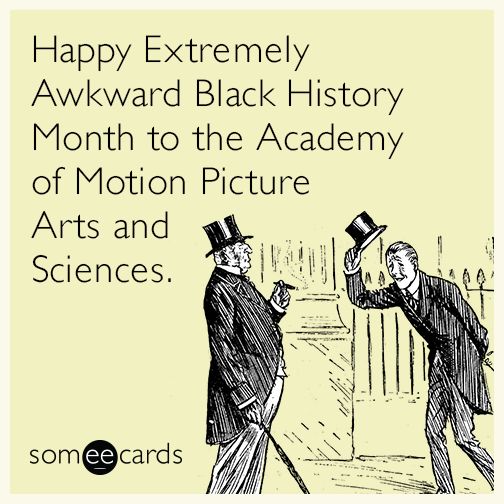 Happy Extremely
Awkward Black History
Month to the Academy
of Motion Picture
Arts and
Sciences.
someecards